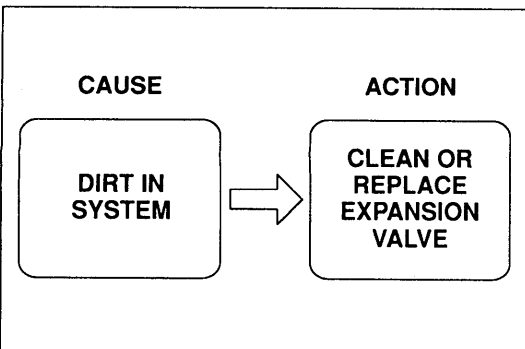 CAUSE
ACTION
DIRT IN
SYSTEM
CLEAN OR
REPLACE
EXPANSION
VALVE